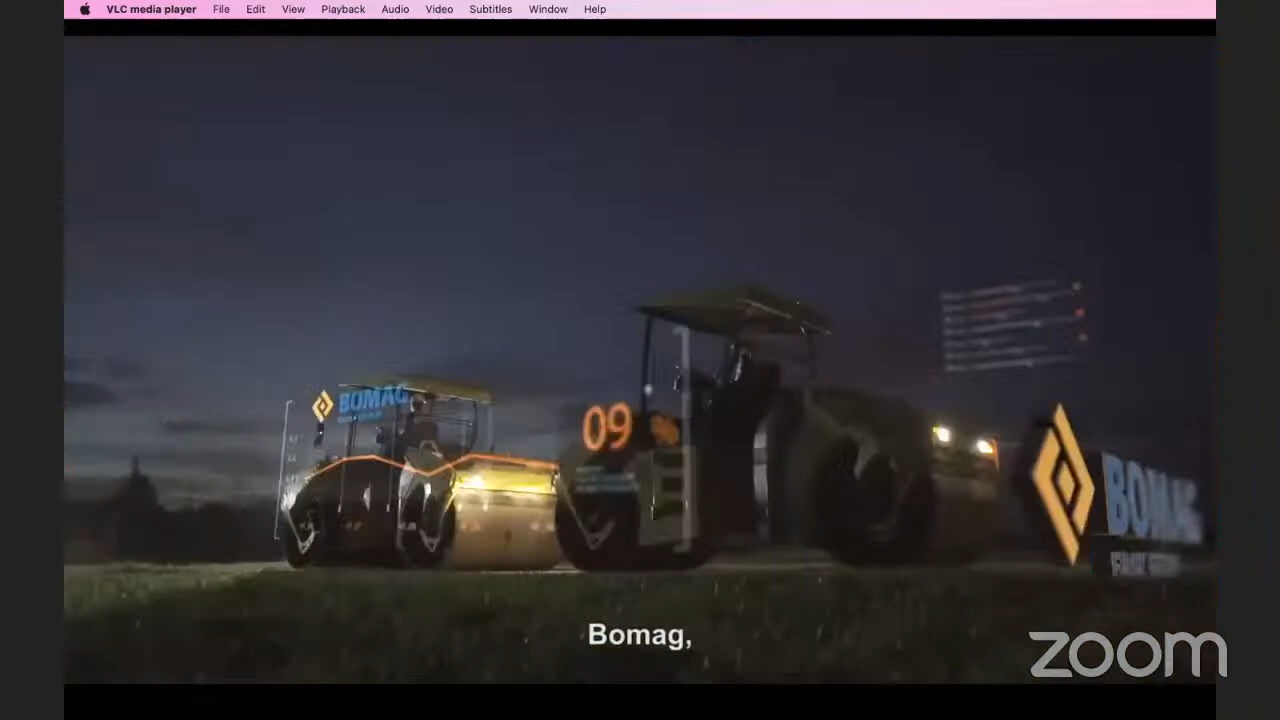 VLC media player File Edit View Playback Audio Video Subtitles Window Help
BOMAG
09
BOMAG
Bomag,
zoom